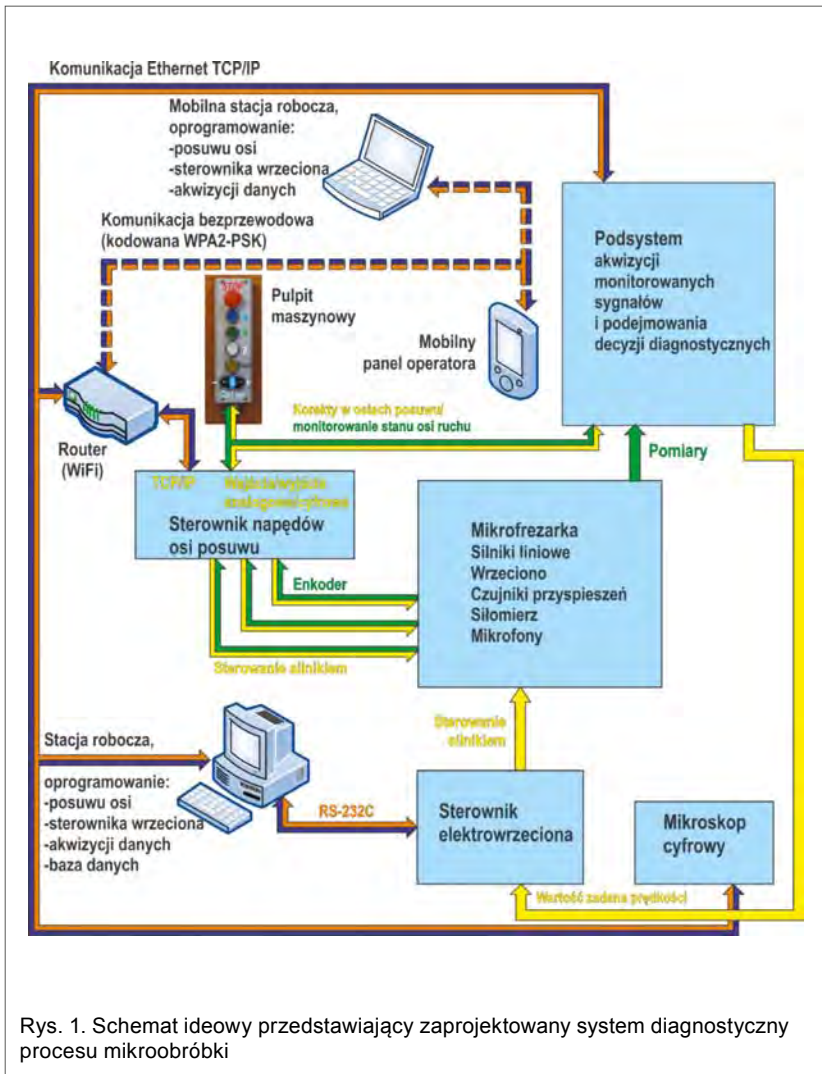 Komunikacja Ethernet TCP/IP
Mobilna stacja robocza,
oprogramowanie:
-posuwu osi
-sterownika wrzeciona
-akwizycji danych
Komunikacja bezprzewodowa
(kodowana WPA2-PSK)
Pulpit
maszynowy
Mobilny
panel operatora
Podsystem
akwizycji
monitorowanych
sygnałów
i podejmowania
decyzji diagnostycznych
Router
(WiFi)
Korekty w osiach posuwu/
monitorowanie stanu osi ruchu
Pomiary
TCP/IP
Wejścia/wyjścia
analogowe/cyfrowe
Sterownik napędów
osi posuwu
Enkoder
Sterowanie silnikiem
Mikrofrezarka
Silniki liniowe
Wrzeciono
Czujniki przyspieszeń
Siłomierz
Mikrofony
Sterowanie
silnikiem
Stacja robocza,
oprogramowanie:
-posuwu osi
-sterownika wrzeciona
-akwizycji danych
-baza danych
RS-232C
Sterownik
elektrowrzeciona
Mikroskop
cyfrowy
Wartość zadana prędkości
Rys. 1. Schemat ideowy przedstawiający zaprojektowany system diagnostyczny
procesu mikroobróbki